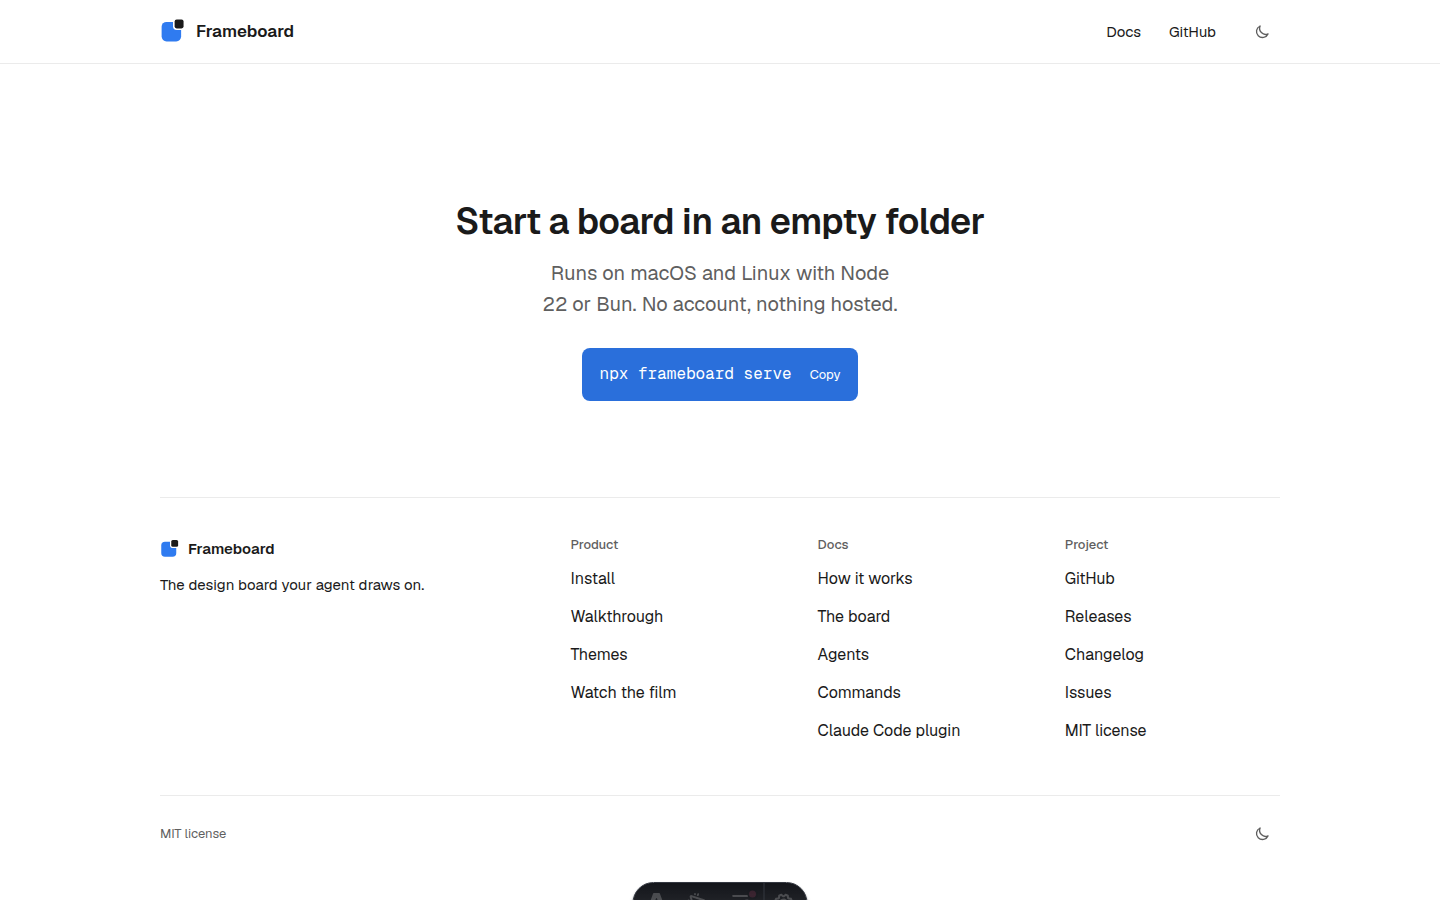 Frameboard
Docs
GitHub
Start a board in an empty folder
Runs on macOS and Linux with Node
22 or Bun. No account, nothing hosted.
npx frameboard serve Copy
Frameboard
The design board your agent draws on.
Product
Install
Walkthrough
Themes
Watch the film
Docs
How it works
The board
Agents
Commands
Claude Code plugin
Project
GitHub
Releases
Changelog
Issues
MIT license
MIT license